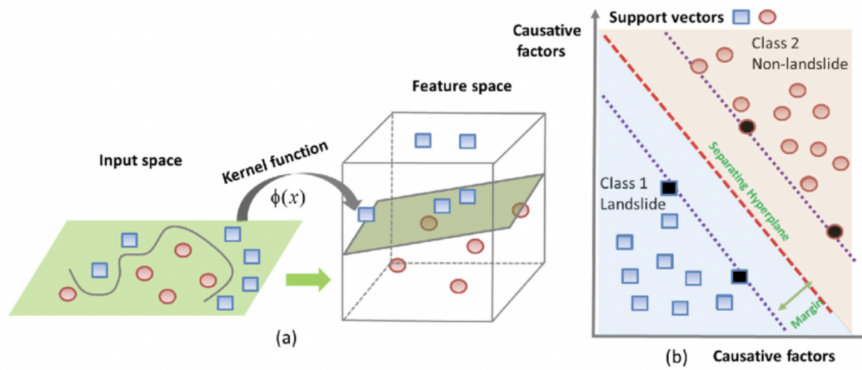 Input space
Kernel function
ϕ(x)
Feature space
(a)
Causative
factors
Support vectors
Class 2
Non-landslide
Separating Hyperplane
Class 1
Landslide
Margin
(b)
Causative factors